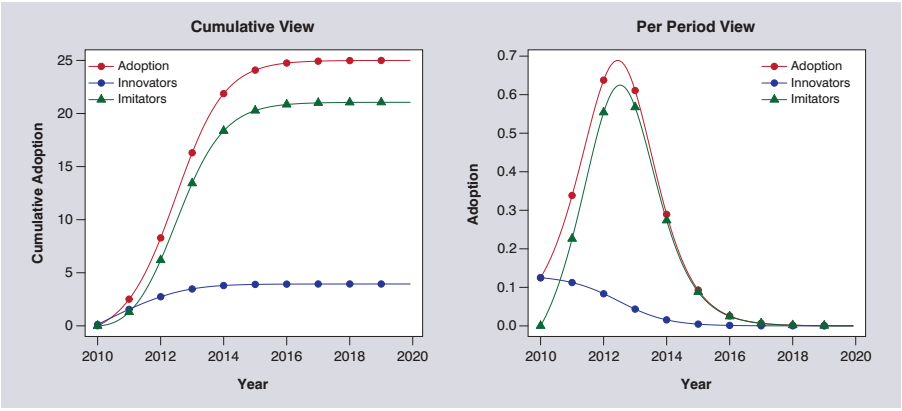 Cumulative View
25
20
15
10
5
0
Cumulative Adoption
Adoption
Innovators
Imitators
2010 2012 2014 2016 2018 2020
Year
Per Period View
0.7
0.6
0.5
0.4
0.3
0.2
0.1
0.0
Adoption
Adoption
Innovators
Imitators
2010 2012 2014 2016 2018 2020
Year